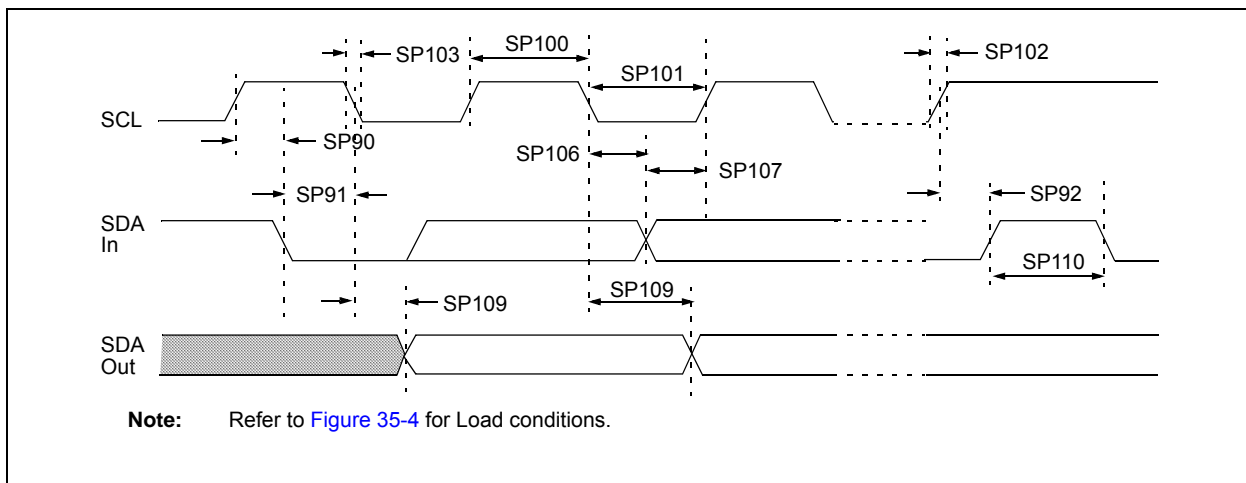 SP103
SP100
SP101
SP102
SCL
SP90
SP106
SP107
SP91
SP92
SDA
In
SP110
SP109
SP109
SDA
Out
Note: Refer to Figure 35-4 for Load conditions.